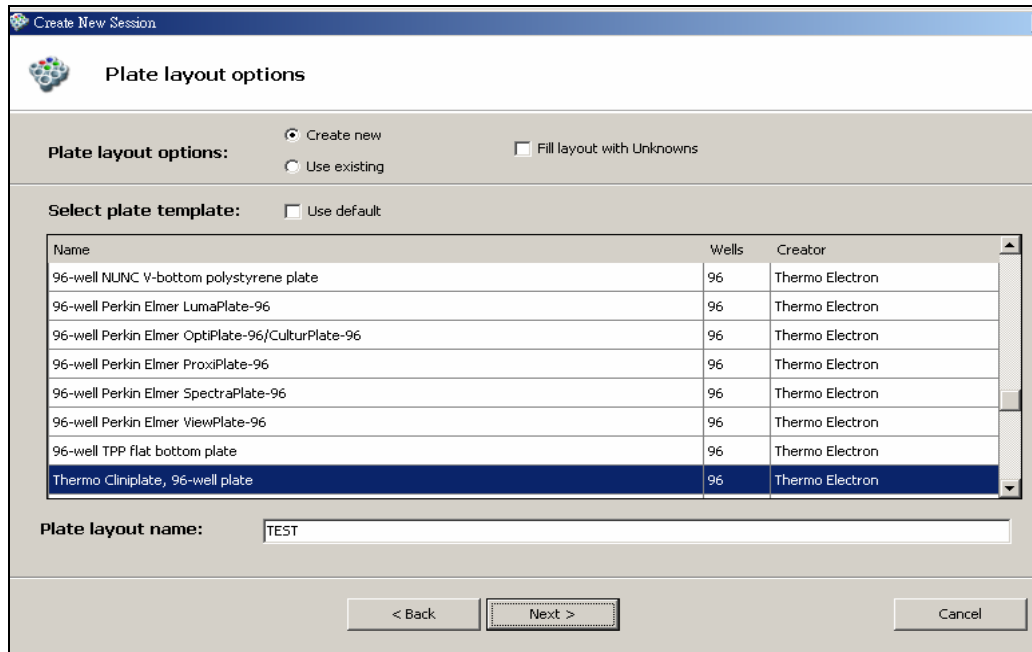 Create New Session
Plate layout options
Plate layout options:
Create new
Use existing
Fill layout with Unknowns
Select plate template:
Use default
Name Wells Creator
96-well NUNC V-bottom polystyrene plate 96 Thermo Electron
96-well Perkin Elmer LumaPlate-96 96 Thermo Electron
96-well Perkin Elmer OptiPlate-96/CulturPlate-96 96 Thermo Electron
96-well Perkin Elmer ProxiPlate-96 96 Thermo Electron
96-well Perkin Elmer SpectraPlate-96 96 Thermo Electron
96-well Perkin Elmer ViewPlate-96 96 Thermo Electron
96-well TPP flat bottom plate 96 Thermo Electron
Thermo Cliniplate, 96-well plate 96 Thermo Electron
Plate layout name: TEST
< Back Next > Cancel